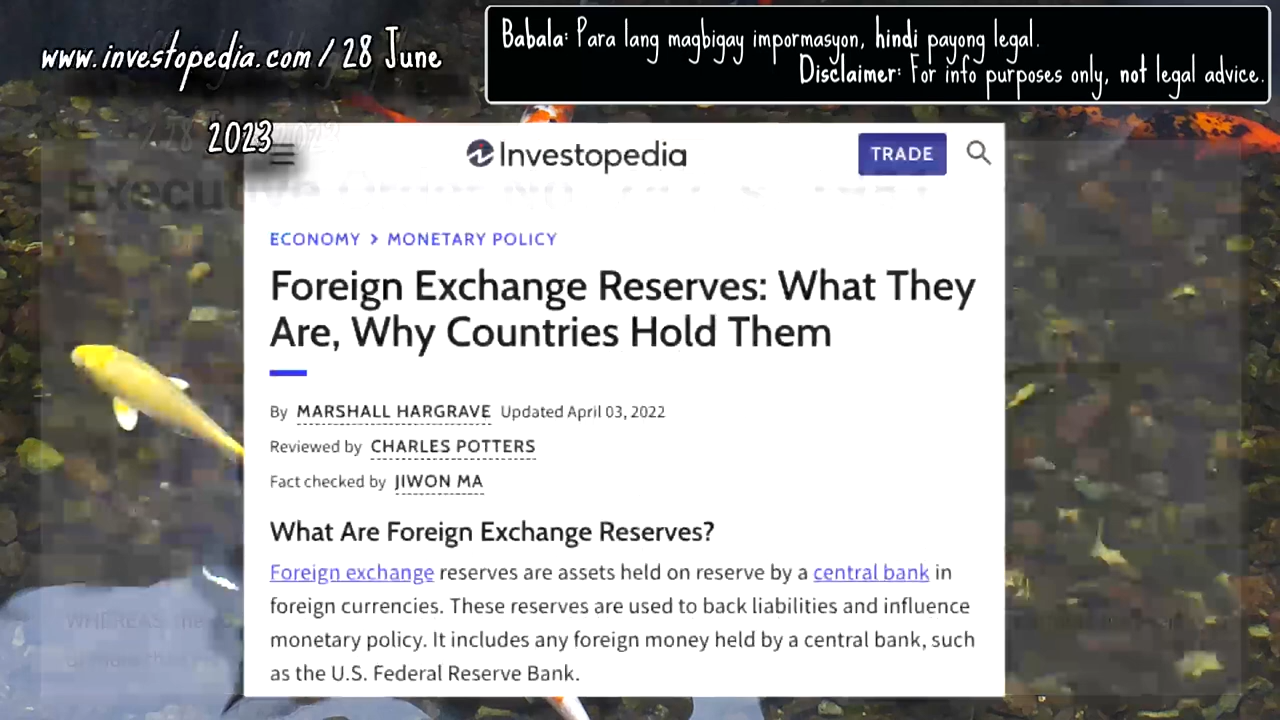 www.investopedia.com / 28 June
2023
Babala: Para lang magbigay impormasyon, hindi payong legal.
Disclaimer: For info purposes only, not legal advice.
Investopedia
TRADE
ECONOMY > MONETARY POLICY
Foreign Exchange Reserves: What They
Are, Why Countries Hold Them
By MARSHALL HARGRAVE Updated April 03, 2022
Reviewed by CHARLES POTTERS
Fact checked by JIWON MA
What Are Foreign Exchange Reserves?
Foreign exchange reserves are assets held on reserve by a central bank in
foreign currencies. These reserves are used to back liabilities and influence
monetary policy. It includes any foreign money held by a central bank, such
as the U.S. Federal Reserve Bank.
WHEREAS, the